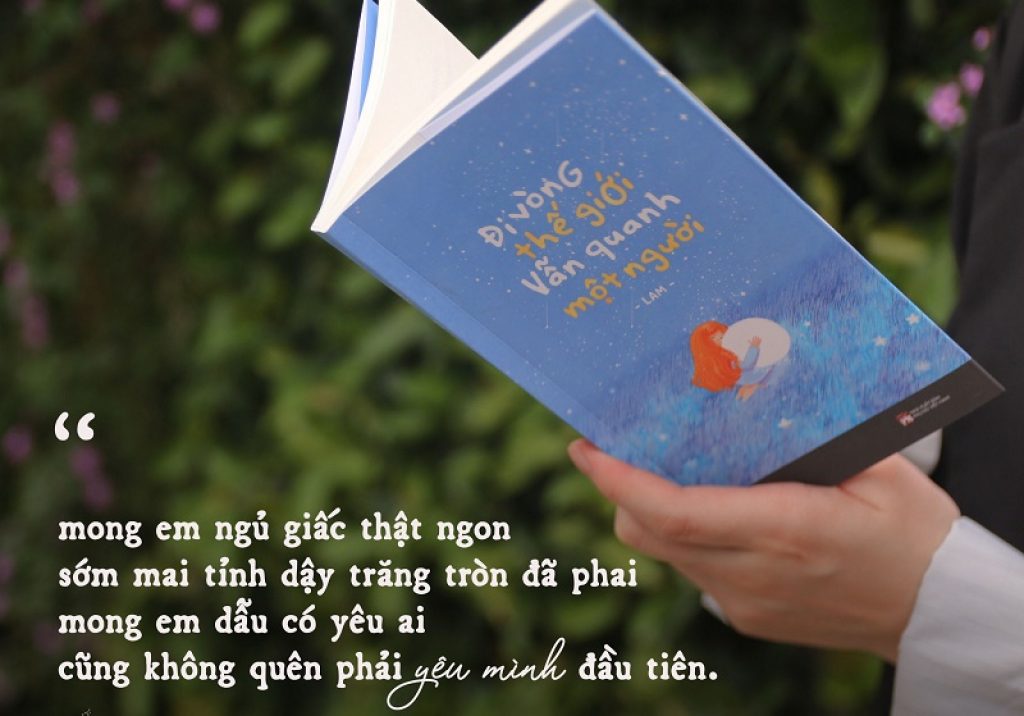 Đi vòng
thế giới
Vẫn quanh
một người
- LAM -
“
mong em ngủ giấc thật ngon
sớm mai tỉnh dậy trăng tròn đã phai
mong em dẫu có yêu ai
cũng không quên phải yêu mình đầu tiên.